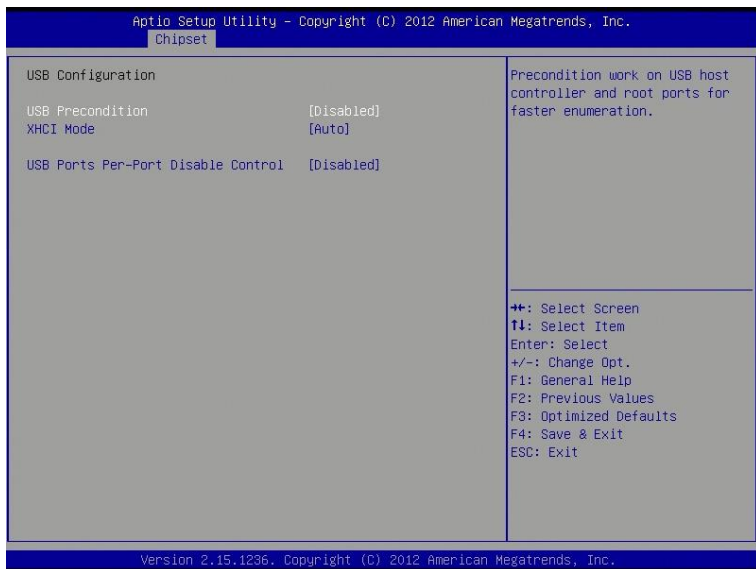 Aptio Setup Utility – Copyright (C) 2012 American Megatrends, Inc.
Chipset
USB Configuration
USB Precondition [Disabled]
XHCI Mode [Auto]
USB Ports Per-Port Disable Control [Disabled]
Precondition work on USB host
controller and root ports for
faster enumeration.
→←: Select Screen
↑↓: Select Item
Enter: Select
+/-: Change Opt.
F1: General Help
F2: Previous Values
F3: Optimized Defaults
F4: Save & Exit
ESC: Exit
Version 2.15.1236. Copyright (C) 2012 American Megatrends, Inc.